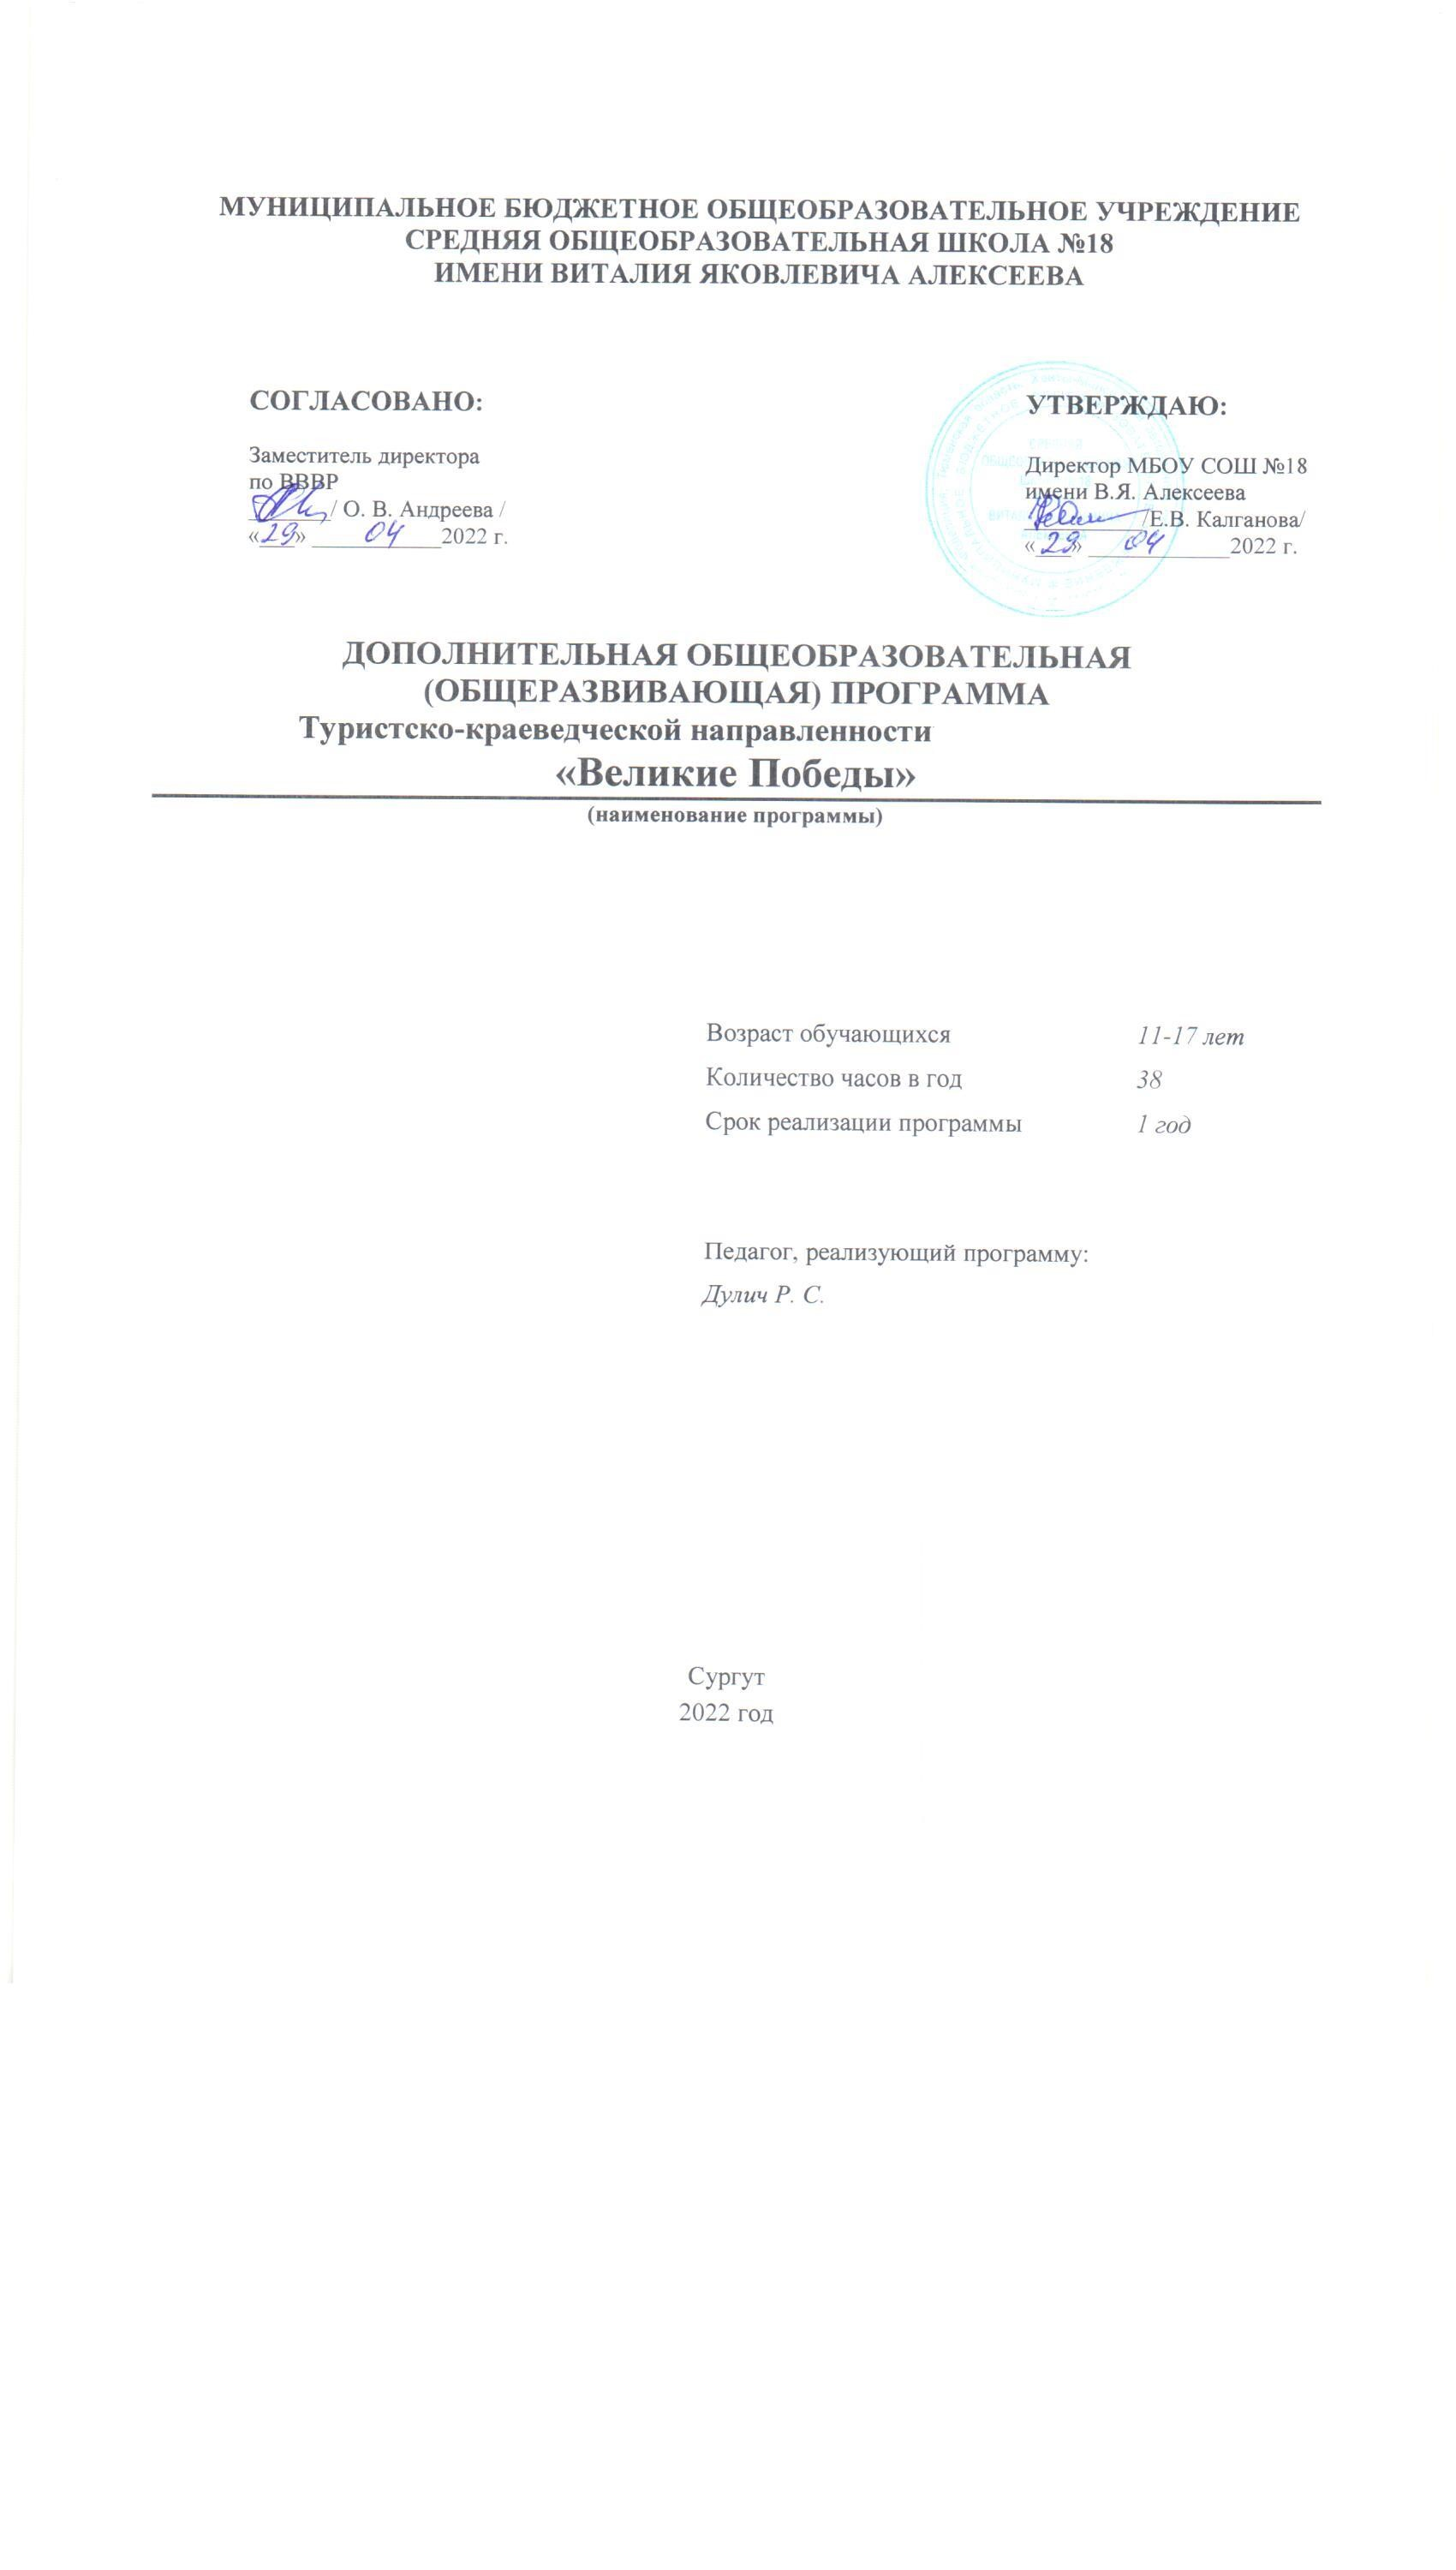 МУНИЦИПАЛЬНОЕ БЮДЖЕТНОЕ ОБЩЕОБРАЗОВАТЕЛЬНОЕ УЧРЕЖДЕНИЕ
СРЕДНЯЯ ОБЩЕОБРАЗОВАТЕЛЬНАЯ ШКОЛА №18
ИМЕНИ ВИТАЛИЯ ЯКОВЛЕВИЧА АЛЕКСЕЕВА
СОГЛАСОВАНО:
Заместитель директора
по ВВВР
/ О. В. Андреева /
«29» 04 2022 г.
УТВЕРЖДАЮ:
Директор МБОУ СОШ №18
имени В.Я. Алексеева
/Е.В. Калганова/
«29» 04 2022 г.
ДОПОЛНИТЕЛЬНАЯ ОБЩЕОБРАЗОВАТЕЛЬНАЯ
(ОБЩЕРАЗВИВАЮЩАЯ) ПРОГРАММА
Туристско-краеведческой направленности
«Великие Победы»
(наименование программы)
Возраст обучающихся 11-17 лет
Количество часов в год 38
Срок реализации программы 1 год
Педагог, реализующий программу:
Дулич Р. С.
Сургут
2022 год